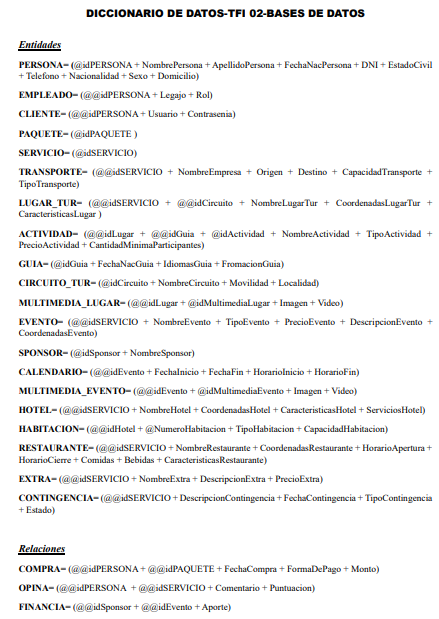 DICCIONARIO DE DATOS-TFI 02-BASES DE DATOS
Entidades
PERSONA= (@idPERSONA + NombrePersona + ApellidoPersona + FechaNacPersona + DNI + EstadoCivil
+ Telefono + Nacionalidad + Sexo + Domicilio)
EMPLEADO= (@@idPERSONA + Legajo + Rol)
CLIENTE= (@@idPERSONA + Usuario + Contrasenia)
PAQUETE= (@idPAQUETE )
SERVICIO= (@idSERVICIO)
TRANSPORTE= (@@idSERVICIO + NombreEmpresa + Origen + Destino + CapacidadTransporte +
TipoTransporte)
LUGAR_TUR= (@@idSERVICIO + @@idCircuito + NombreLugarTur + CoordenadasLugarTur +
CaracteristicasLugar )
ACTIVIDAD= (@@idLugar + @@idGuia + @idActividad + NombreActividad + TipoActividad +
PrecioActividad + CantidadMinimaParticipantes)
GUIA= (@idGuia + FechaNacGuia + IdiomasGuia + FromacionGuia)
CIRCUITO_TUR= (@idCircuito + NombreCircuito + Movilidad + Localidad)
MULTIMEDIA_LUGAR= (@@idLugar + @idMultimediaLugar + Imagen + Video)
EVENTO= (@@idSERVICIO + NombreEvento + TipoEvento + PrecioEvento + DescripcionEvento +
CoordenadasEvento)
SPONSOR= (@idSponsor + NombreSponsor)
CALENDARIO= (@@idEvento + FechaInicio + FechaFin + HorarioInicio + HorarioFin)
MULTIMEDIA_EVENTO= (@@idEvento + @idMultimediaEvento + Imagen + Video)
HOTEL= (@@idSERVICIO + NombreHotel + CoordenadasHotel + CaracteristicasHotel + ServiciosHotel)
HABITACION= (@@idHotel + @NumeroHabitacion + TipoHabitacion + CapacidadHabitacion)
RESTAURANTE= (@@idSERVICIO + NombreRestaurante + CoordenadasRestaurante + HorarioApertura +
HorarioCierre + Comidas + Bebidas + CaracteristicasRestaurante)
EXTRA= (@@idSERVICIO + NombreExtra + DescripcionExtra + PrecioExtra)
CONTINGENCIA= (@@idSERVICIO + DescripcionContingencia + FechaContingencia + TipoContingencia
+ Estado)
Relaciones
COMPRA= (@@idPERSONA + @@idPAQUETE + FechaCompra + FormaDePago + Monto)
OPINA= (@@idPERSONA + @@idSERVICIO + Comentario + Puntuacion)
FINANCIA= (@@idSponsor + @@idEvento + Aporte)